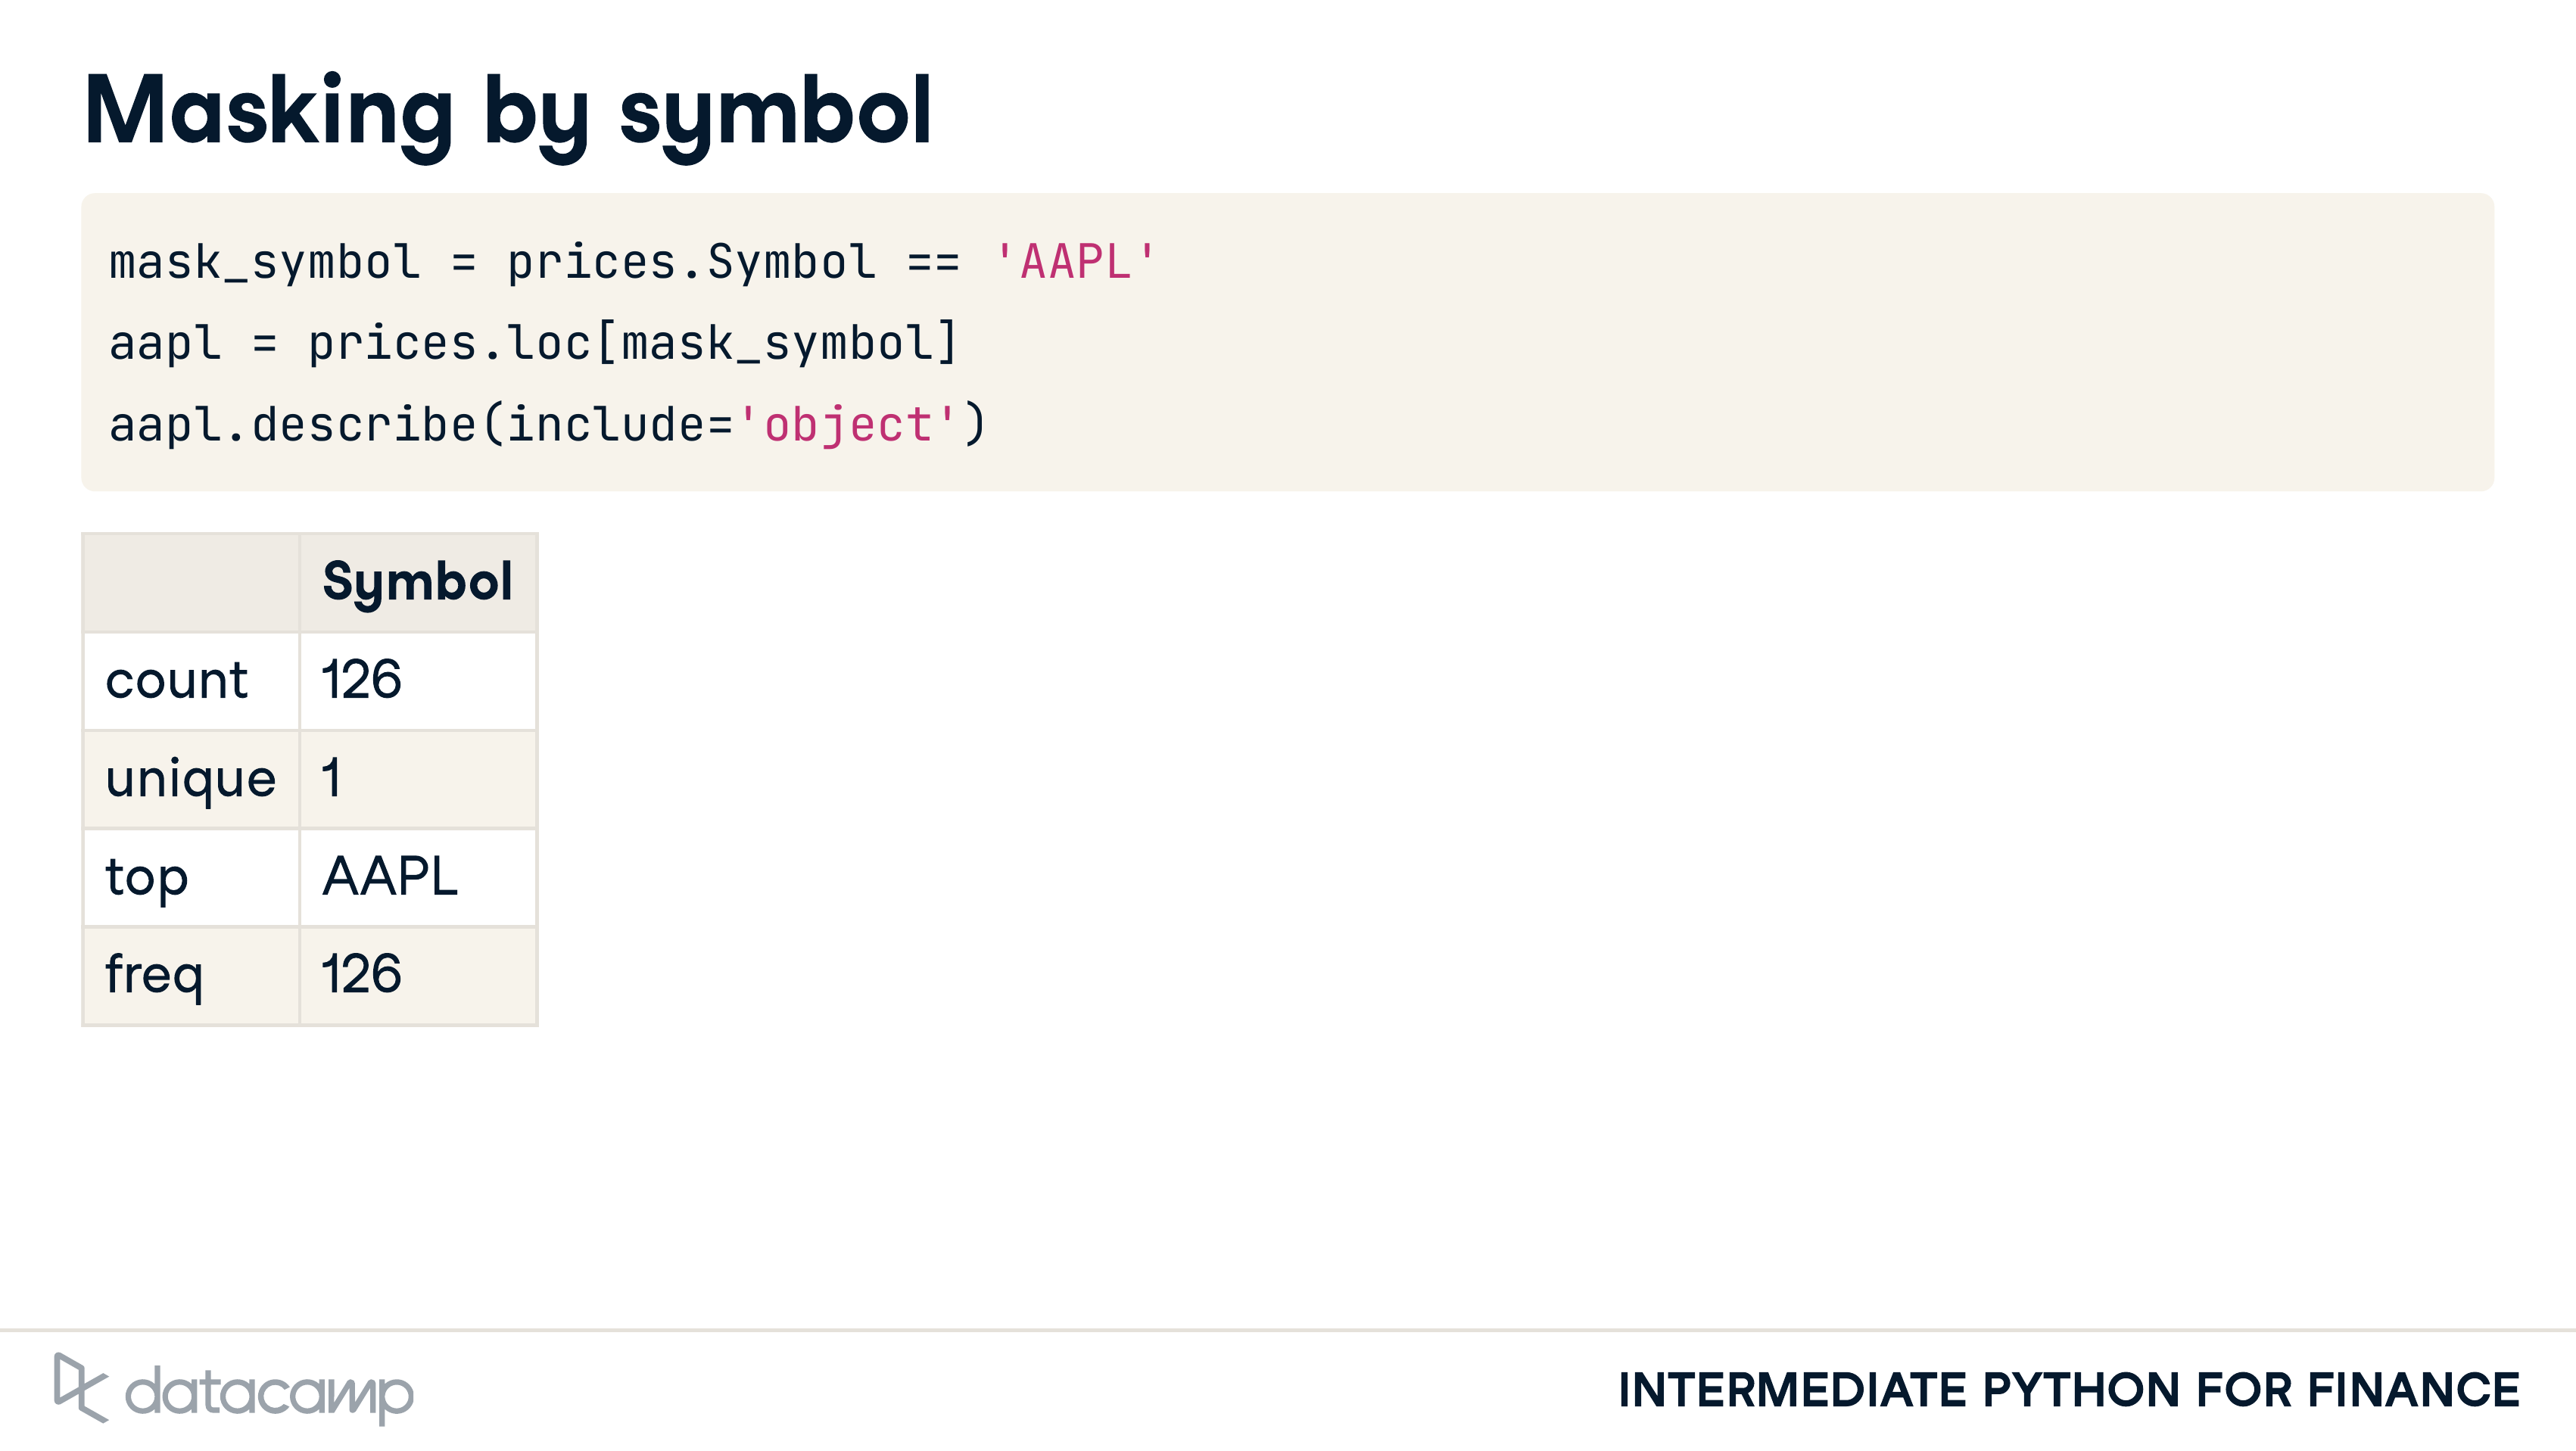 Masking by symbol
mask_symbol = prices.Symbol == 'AAPL'
aapl = prices.loc[mask_symbol]
aapl.describe(include='object')
Symbol
count 126
unique 1
top AAPL
freq 126
datacamp
INTERMEDIATE PYTHON FOR FINANCE